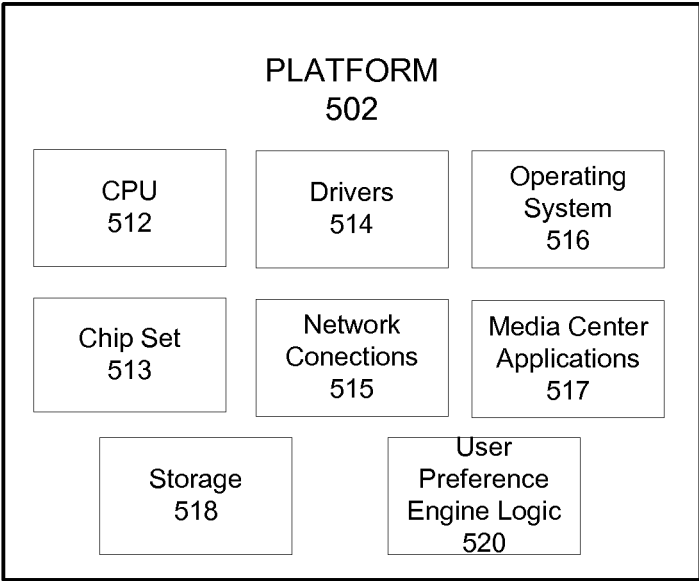 PLATFORM
502
CPU
512
Drivers
514
Operating
System
516
Chip Set
513
Network
Conections
515
Media Center
Applications
517
Storage
518
User
Preference
Engine Logic
520